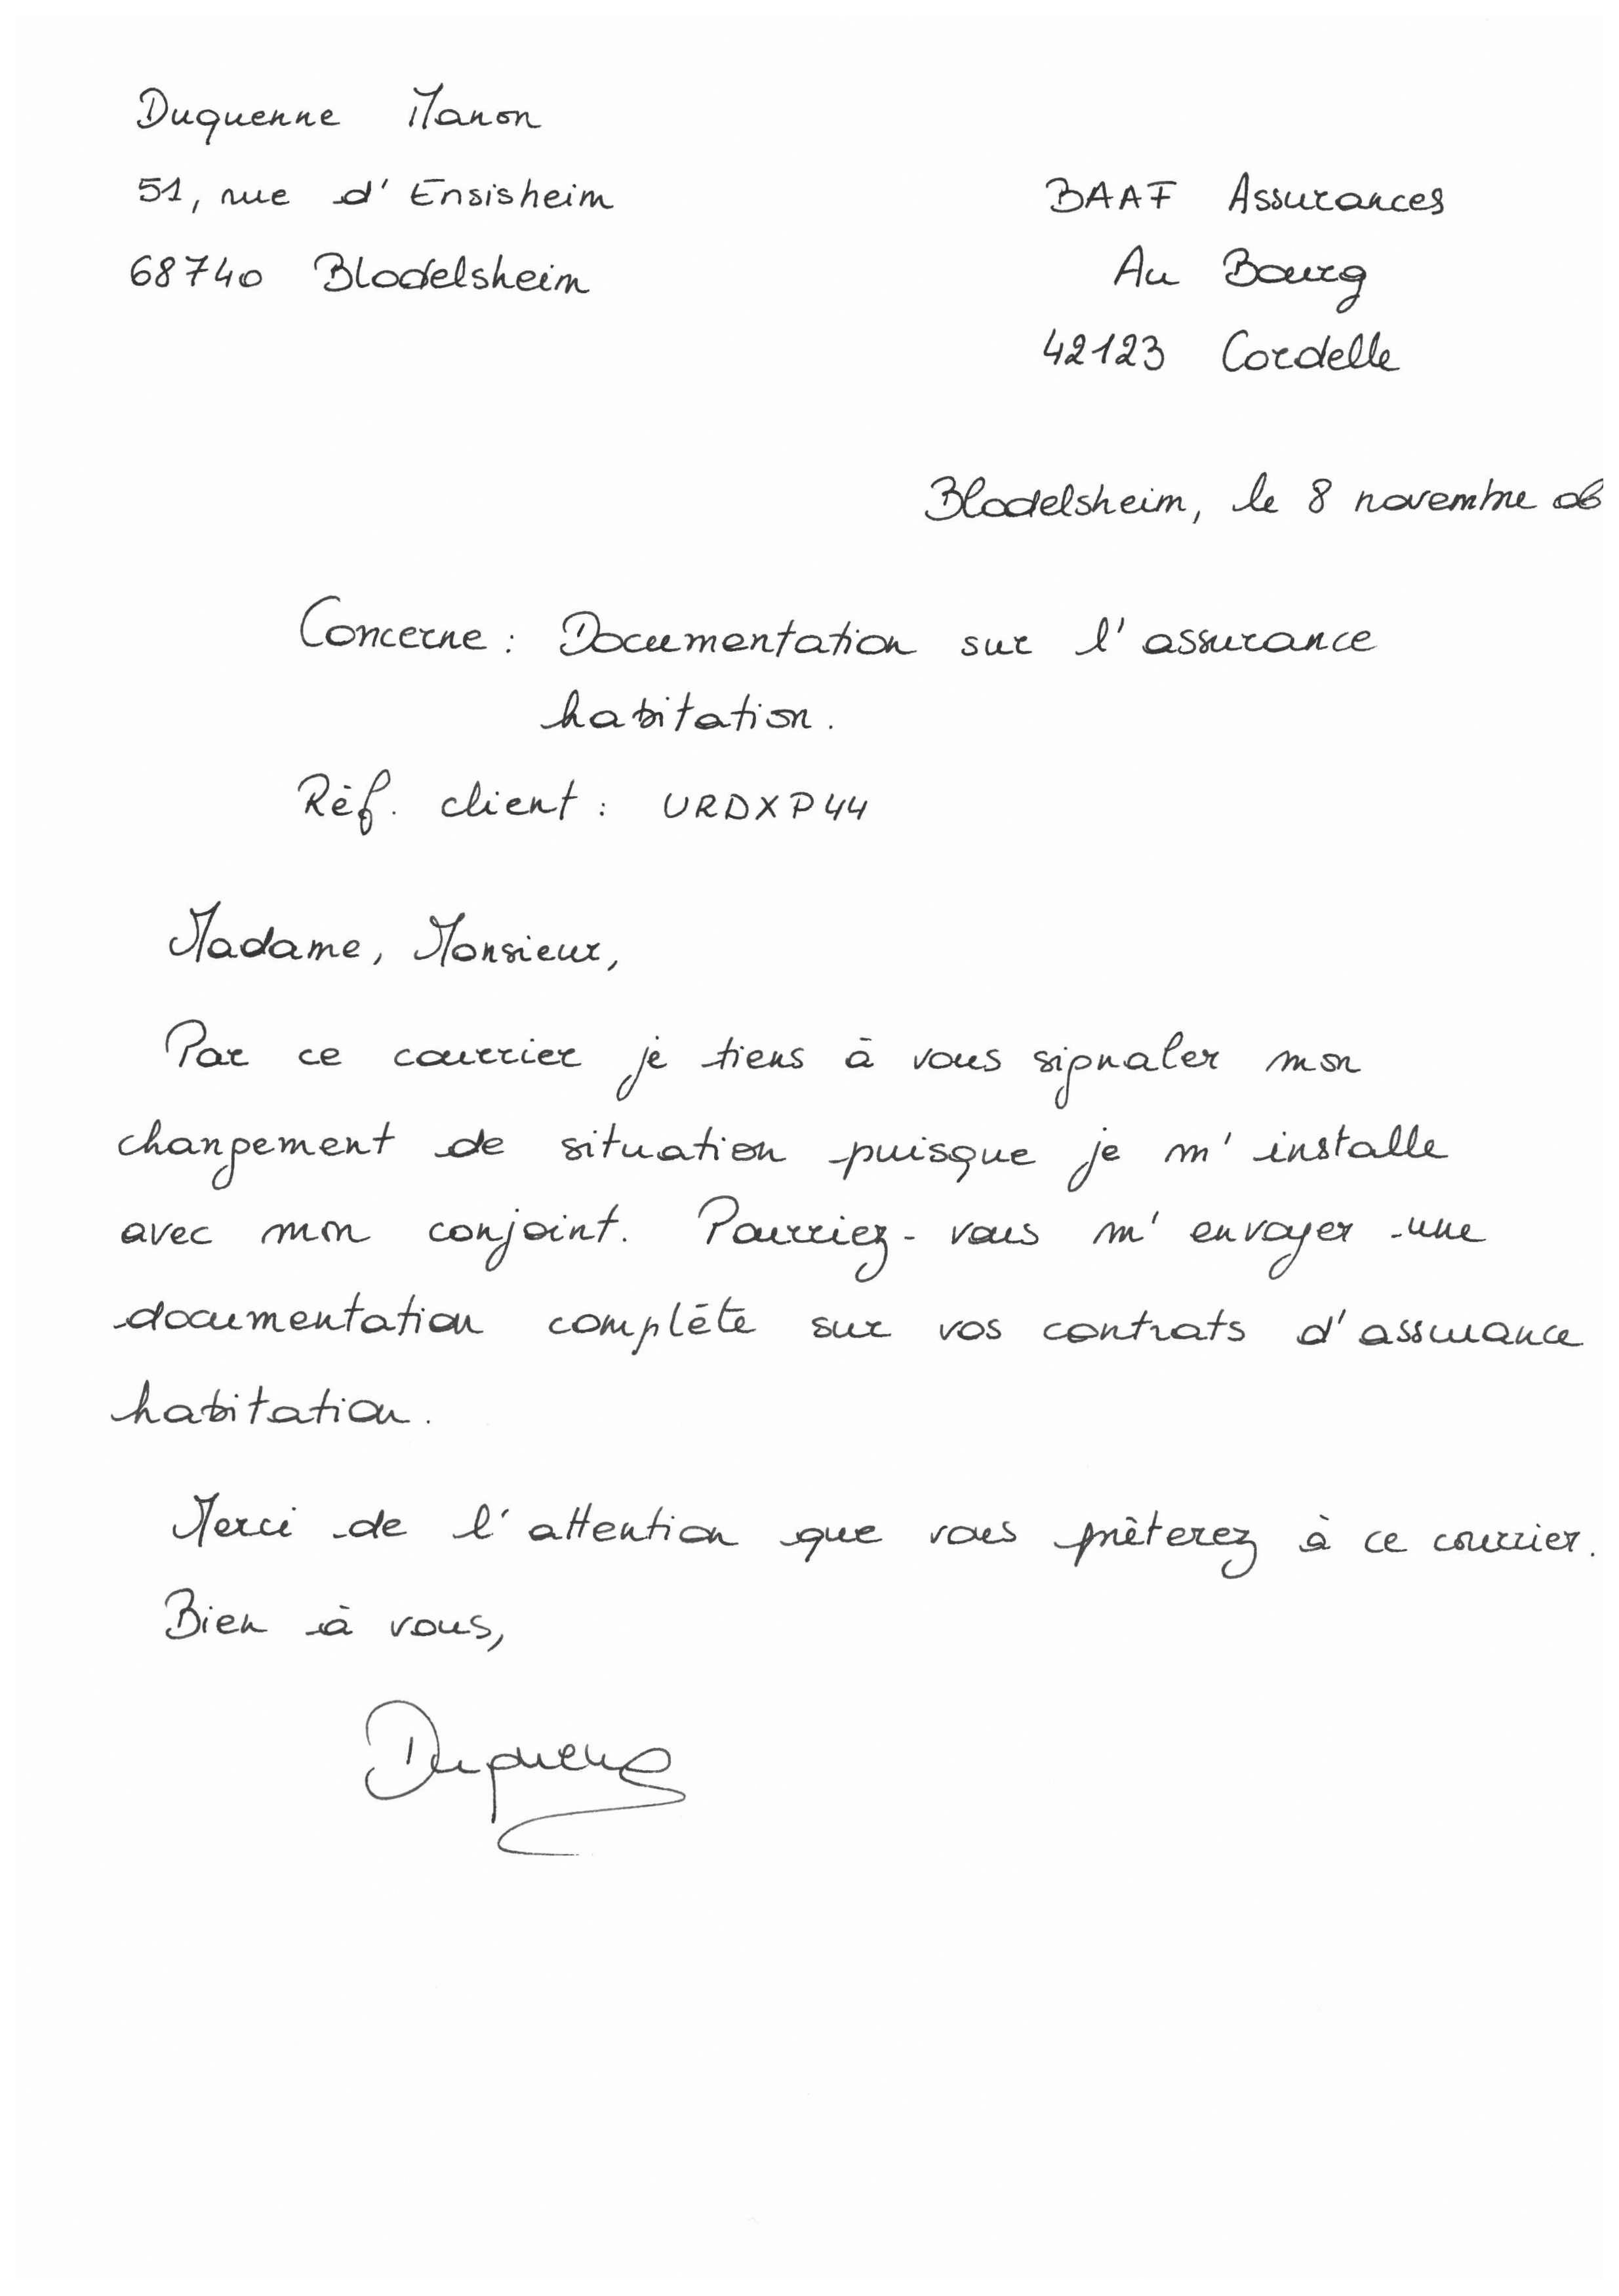 Duquenne Manon
51, rue d'Ensisheim
68740 Blodelsheim
BAAF Assurances
Au Bourg
42123 Cordelle
Blodelsheim, le 8 novembre 06
Concerne : Documentation sur l'assurance
habitation.
Réf. client : URDXP44
Madame, Monsieur,
Par ce courrier je tiens à vous signaler mon
changement de situation puisque je m'installe
avec mon conjoint. Pourriez-vous m'envoyer une
documentation complète sur vos contrats d'assurance
habitation.
Merci de l'attention que vous prêterez à ce courrier.
Bien à vous,
Duquenne